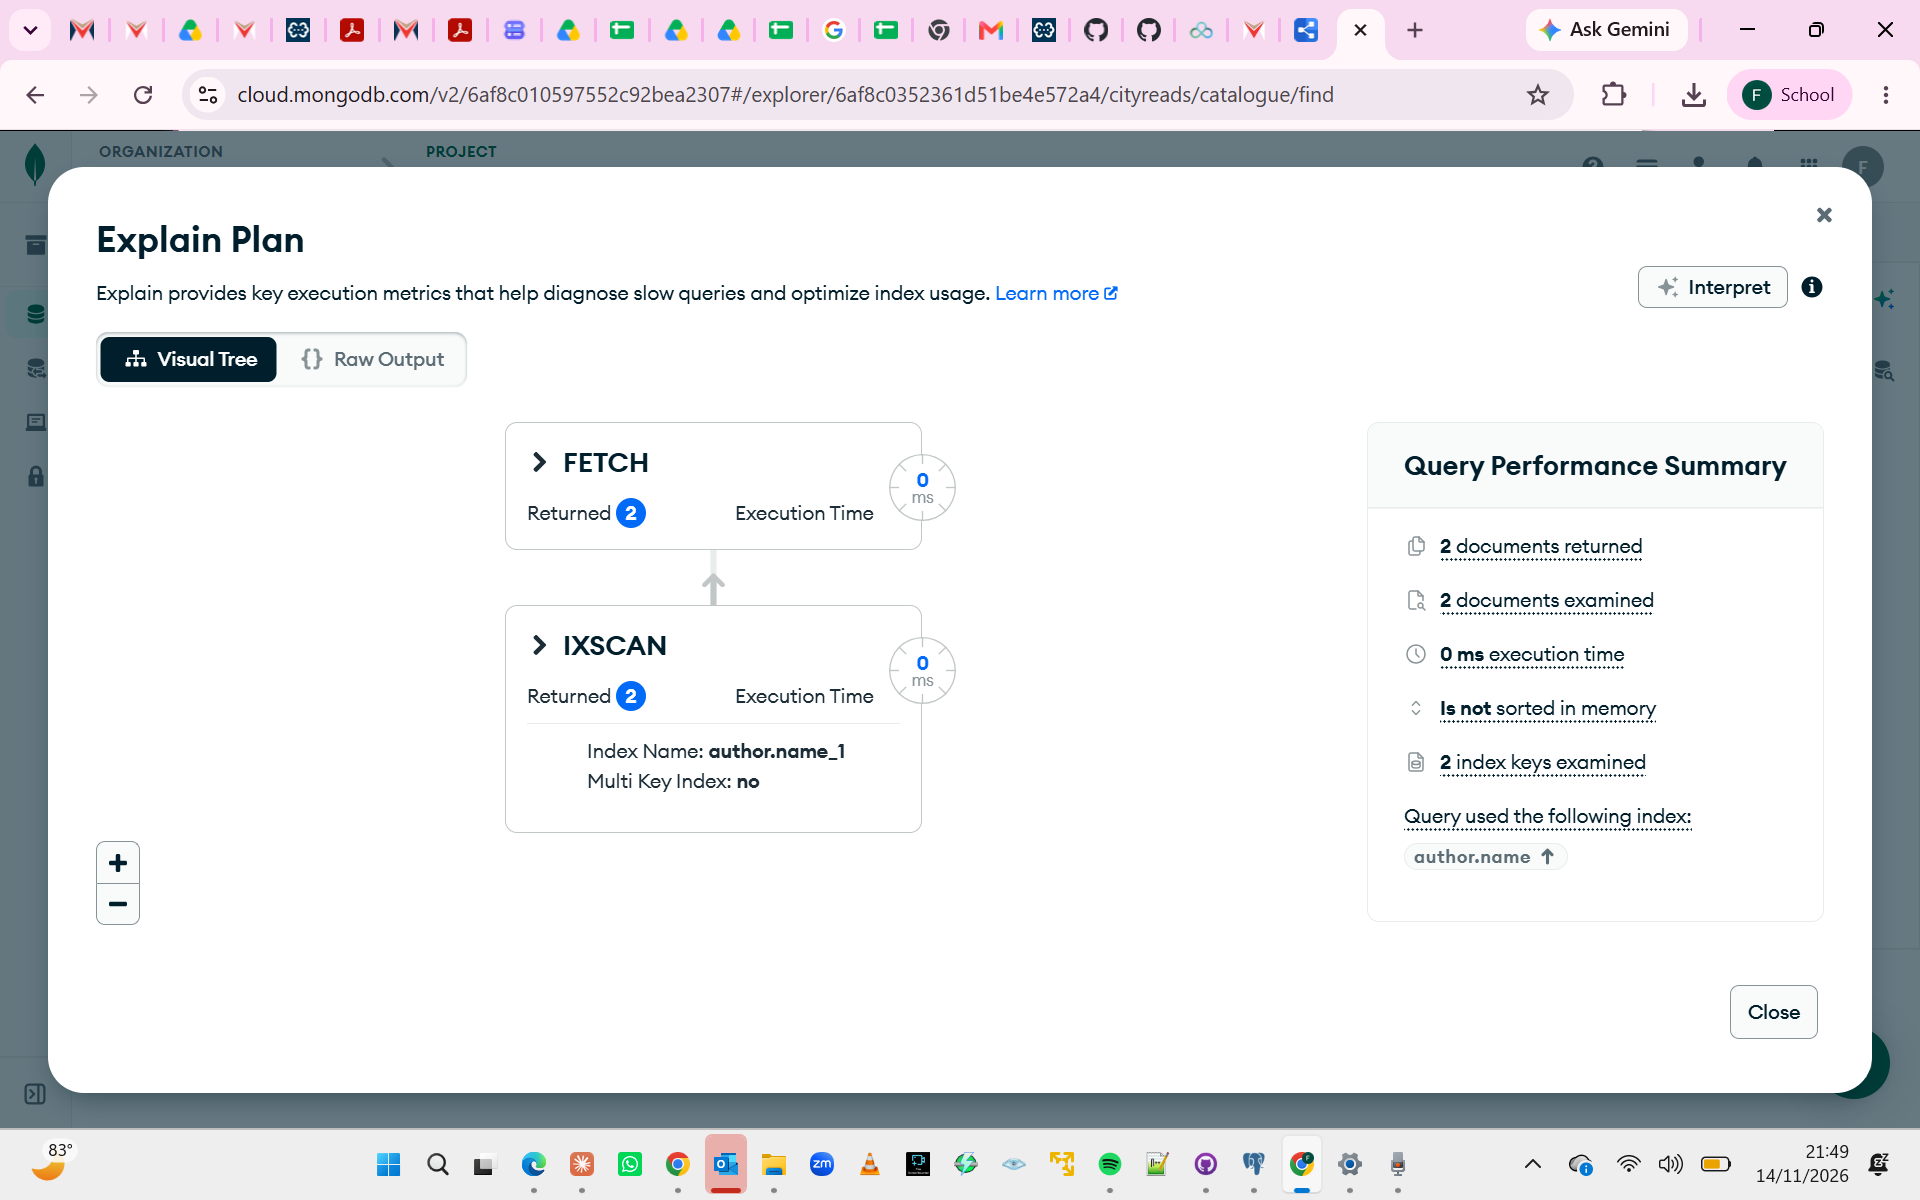 Ask Gemini
cloud.mongodb.com/v2/6af8c010597552c92bea2307#/explorer/6af8c0352361d51be4e572a4/cityreads/catalogue/find
F School
ORGANIZATION
PROJECT
F
Explain Plan
Explain provides key execution metrics that help diagnose slow queries and optimize index usage. Learn more
Interpret
Visual Tree
{} Raw Output
FETCH
Returned 2
Execution Time
0
ms
IXSCAN
Returned 2
Execution Time
0
ms
Index Name: author.name_1
Multi Key Index: no
Query Performance Summary
2 documents returned
2 documents examined
0 ms execution time
Is not sorted in memory
2 index keys examined
Query used the following index:
author.name
Close
83°
zm
21:49
14/11/2026